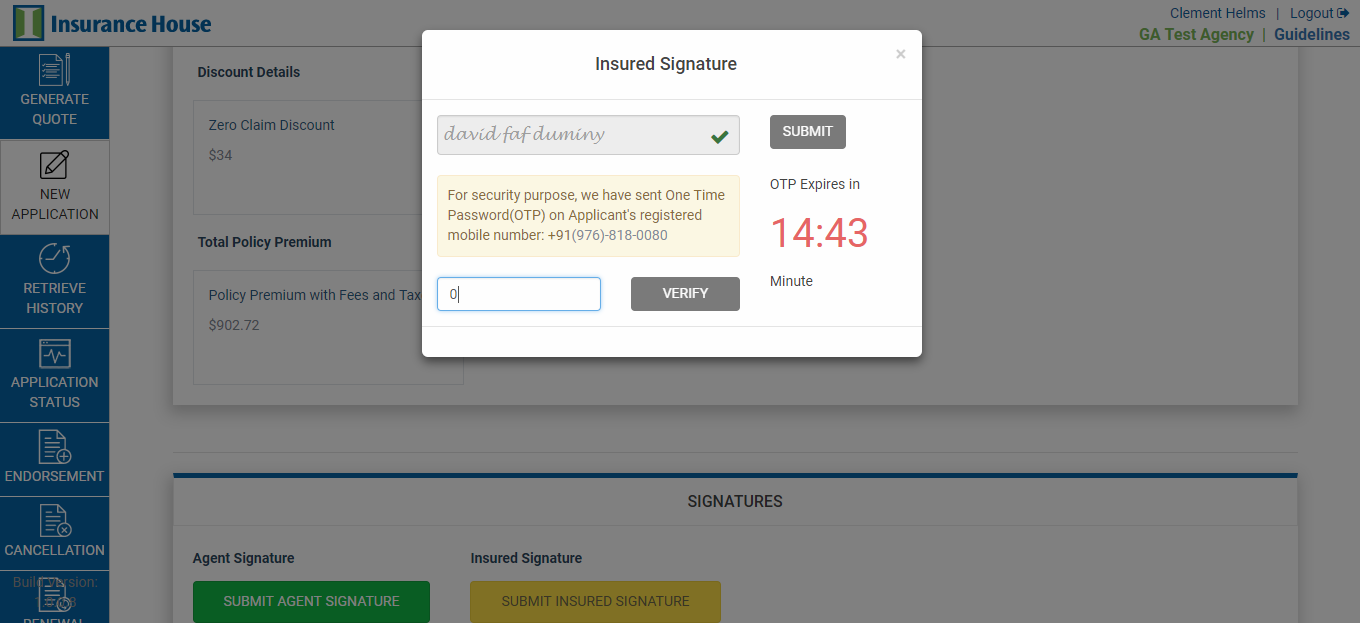 Insurance House
Clement Helms | Logout
GA Test Agency | Guidelines
GENERATE
QUOTE
NEW
APPLICATION
RETRIEVE
HISTORY
APPLICATION
STATUS
ENDORSEMENT
CANCELLATION
Build Version:
RENEWAL
Discount Details
Zero Claim Discount
$34
Total Policy Premium
Policy Premium with Fees and Tax
$902.72
Insured Signature
×
david faf duminy
SUBMIT
For security purpose, we have sent One Time
Password(OTP) on Applicant's registered
mobile number: +91(976)-818-0080
OTP Expires in
14:43
Minute
0
VERIFY
SIGNATURES
Agent Signature
Insured Signature
SUBMIT AGENT SIGNATURE
SUBMIT INSURED SIGNATURE